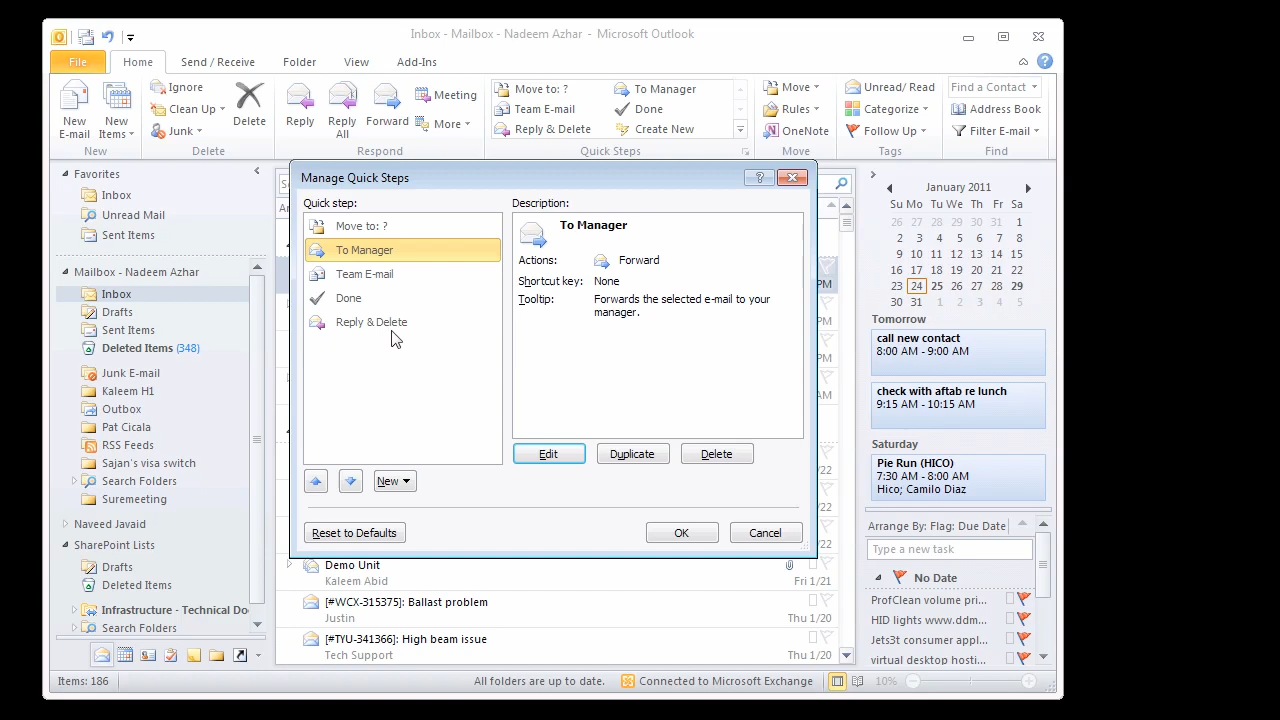 Inbox - Mailbox - Nadeem Azhar - Microsoft Outlook
File Home Send / Receive Folder View Add-Ins
New E-mail
New Items
New
Ignore
Clean Up
Junk
Delete
Delete
Reply
Reply All
Forward
Meeting
More
Respond
Move to: ?
Team E-mail
Reply & Delete
To Manager
Done
Create New
Quick Steps
Move
Rules
OneNote
Move
Unread/ Read
Categorize
Follow Up
Tags
Find a Contact
Address Book
Filter E-mail
Find
Favorites
Inbox
Unread Mail
Sent Items
Mailbox - Nadeem Azhar
Inbox
Drafts
Sent Items
Deleted Items (348)
Junk E-mail
Kaleem H1
Outbox
Pat Cicala
RSS Feeds
Sajan's visa switch
Search Folders
Suremeeting
Naveed Javaid
SharePoint Lists
Drafts
Deleted Items
Infrastructure - Technical Do
Search Folders
Manage Quick Steps
Quick step:
Move to: ?
To Manager
Team E-mail
Done
Reply & Delete
New
Reset to Defaults
Description:
To Manager
Actions: Forward
Shortcut key: None
Tooltip: Forwards the selected e-mail to your
manager.
Edit Duplicate Delete
OK Cancel
PM
PM
PM
AM
/22
/22
/22
Demo Unit
Kaleem Abid Fri 1/21
[#WCX-315375]: Ballast problem
Justin Thu 1/20
[#TYU-341366]: High beam issue
Tech Support Thu 1/20
January 2011
Su Mo Tu We Th Fr Sa
26 27 28 29 30 31 1
2 3 4 5 6 7 8
9 10 11 12 13 14 15
16 17 18 19 20 21 22
23 24 25 26 27 28 29
30 31 1 2 3 4 5
Tomorrow
call new contact
8:00 AM - 9:00 AM
check with aftab re lunch
9:15 AM - 10:15 AM
Saturday
Pie Run (HICO)
7:30 AM - 8:00 AM
Hico; Camilo Diaz
Arrange By: Flag: Due Date
Type a new task
No Date
ProfClean volume pri...
HID lights www.ddm...
Jets3t consumer appl...
virtual desktop hosti...
Items: 186
All folders are up to date. Connected to Microsoft Exchange 10%